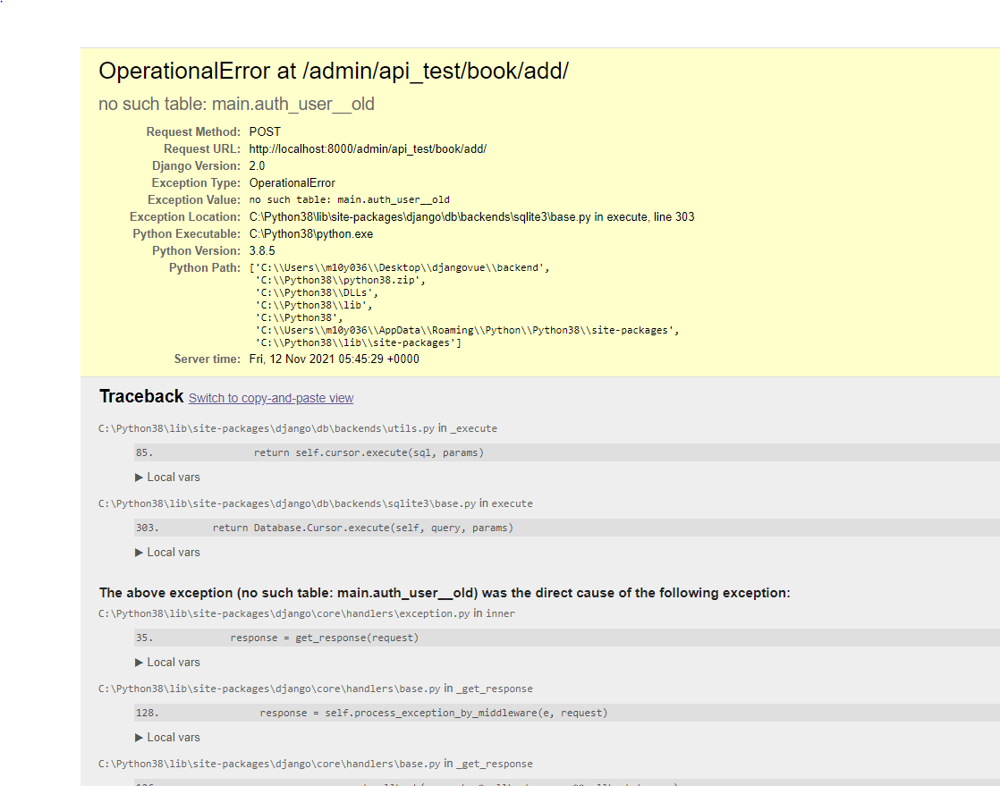 OperationalError at /admin/api_test/book/add/
no such table: main.auth_user__old
Request Method: POST
Request URL: http://localhost:8000/admin/api_test/book/add/
Django Version: 2.0
Exception Type: OperationalError
Exception Value: no such table: main.auth_user__old
Exception Location: C:\Python38\lib\site-packages\django\db\backends\sqlite3\base.py in execute, line 303
Python Executable: C:\Python38\python.exe
Python Version: 3.8.5
Python Path: ['C:\\Users\\m10y036\\Desktop\\djangovue\\backend',
'C:\\Python38\\python38.zip',
'C:\\Python38\\DLLs',
'C:\\Python38\\lib',
'C:\\Python38',
'C:\\Users\\m10y036\\AppData\\Roaming\\Python\\Python38\\site-packages',
'C:\\Python38\\lib\\site-packages']
Server time: Fri, 12 Nov 2021 05:45:29 +0000
Traceback Switch to copy-and-paste view
C:\Python38\lib\site-packages\django\db\backends\utils.py in _execute
85. return self.cursor.execute(sql, params)
▶ Local vars
C:\Python38\lib\site-packages\django\db\backends\sqlite3\base.py in execute
303. return Database.Cursor.execute(self, query, params)
▶ Local vars
The above exception (no such table: main.auth_user__old) was the direct cause of the following exception:
C:\Python38\lib\site-packages\django\core\handlers\exception.py in inner
35. response = get_response(request)
▶ Local vars
C:\Python38\lib\site-packages\django\core\handlers\base.py in _get_response
128. response = self.process_exception_by_middleware(e, request)
▶ Local vars
C:\Python38\lib\site-packages\django\core\handlers\base.py in _get_response